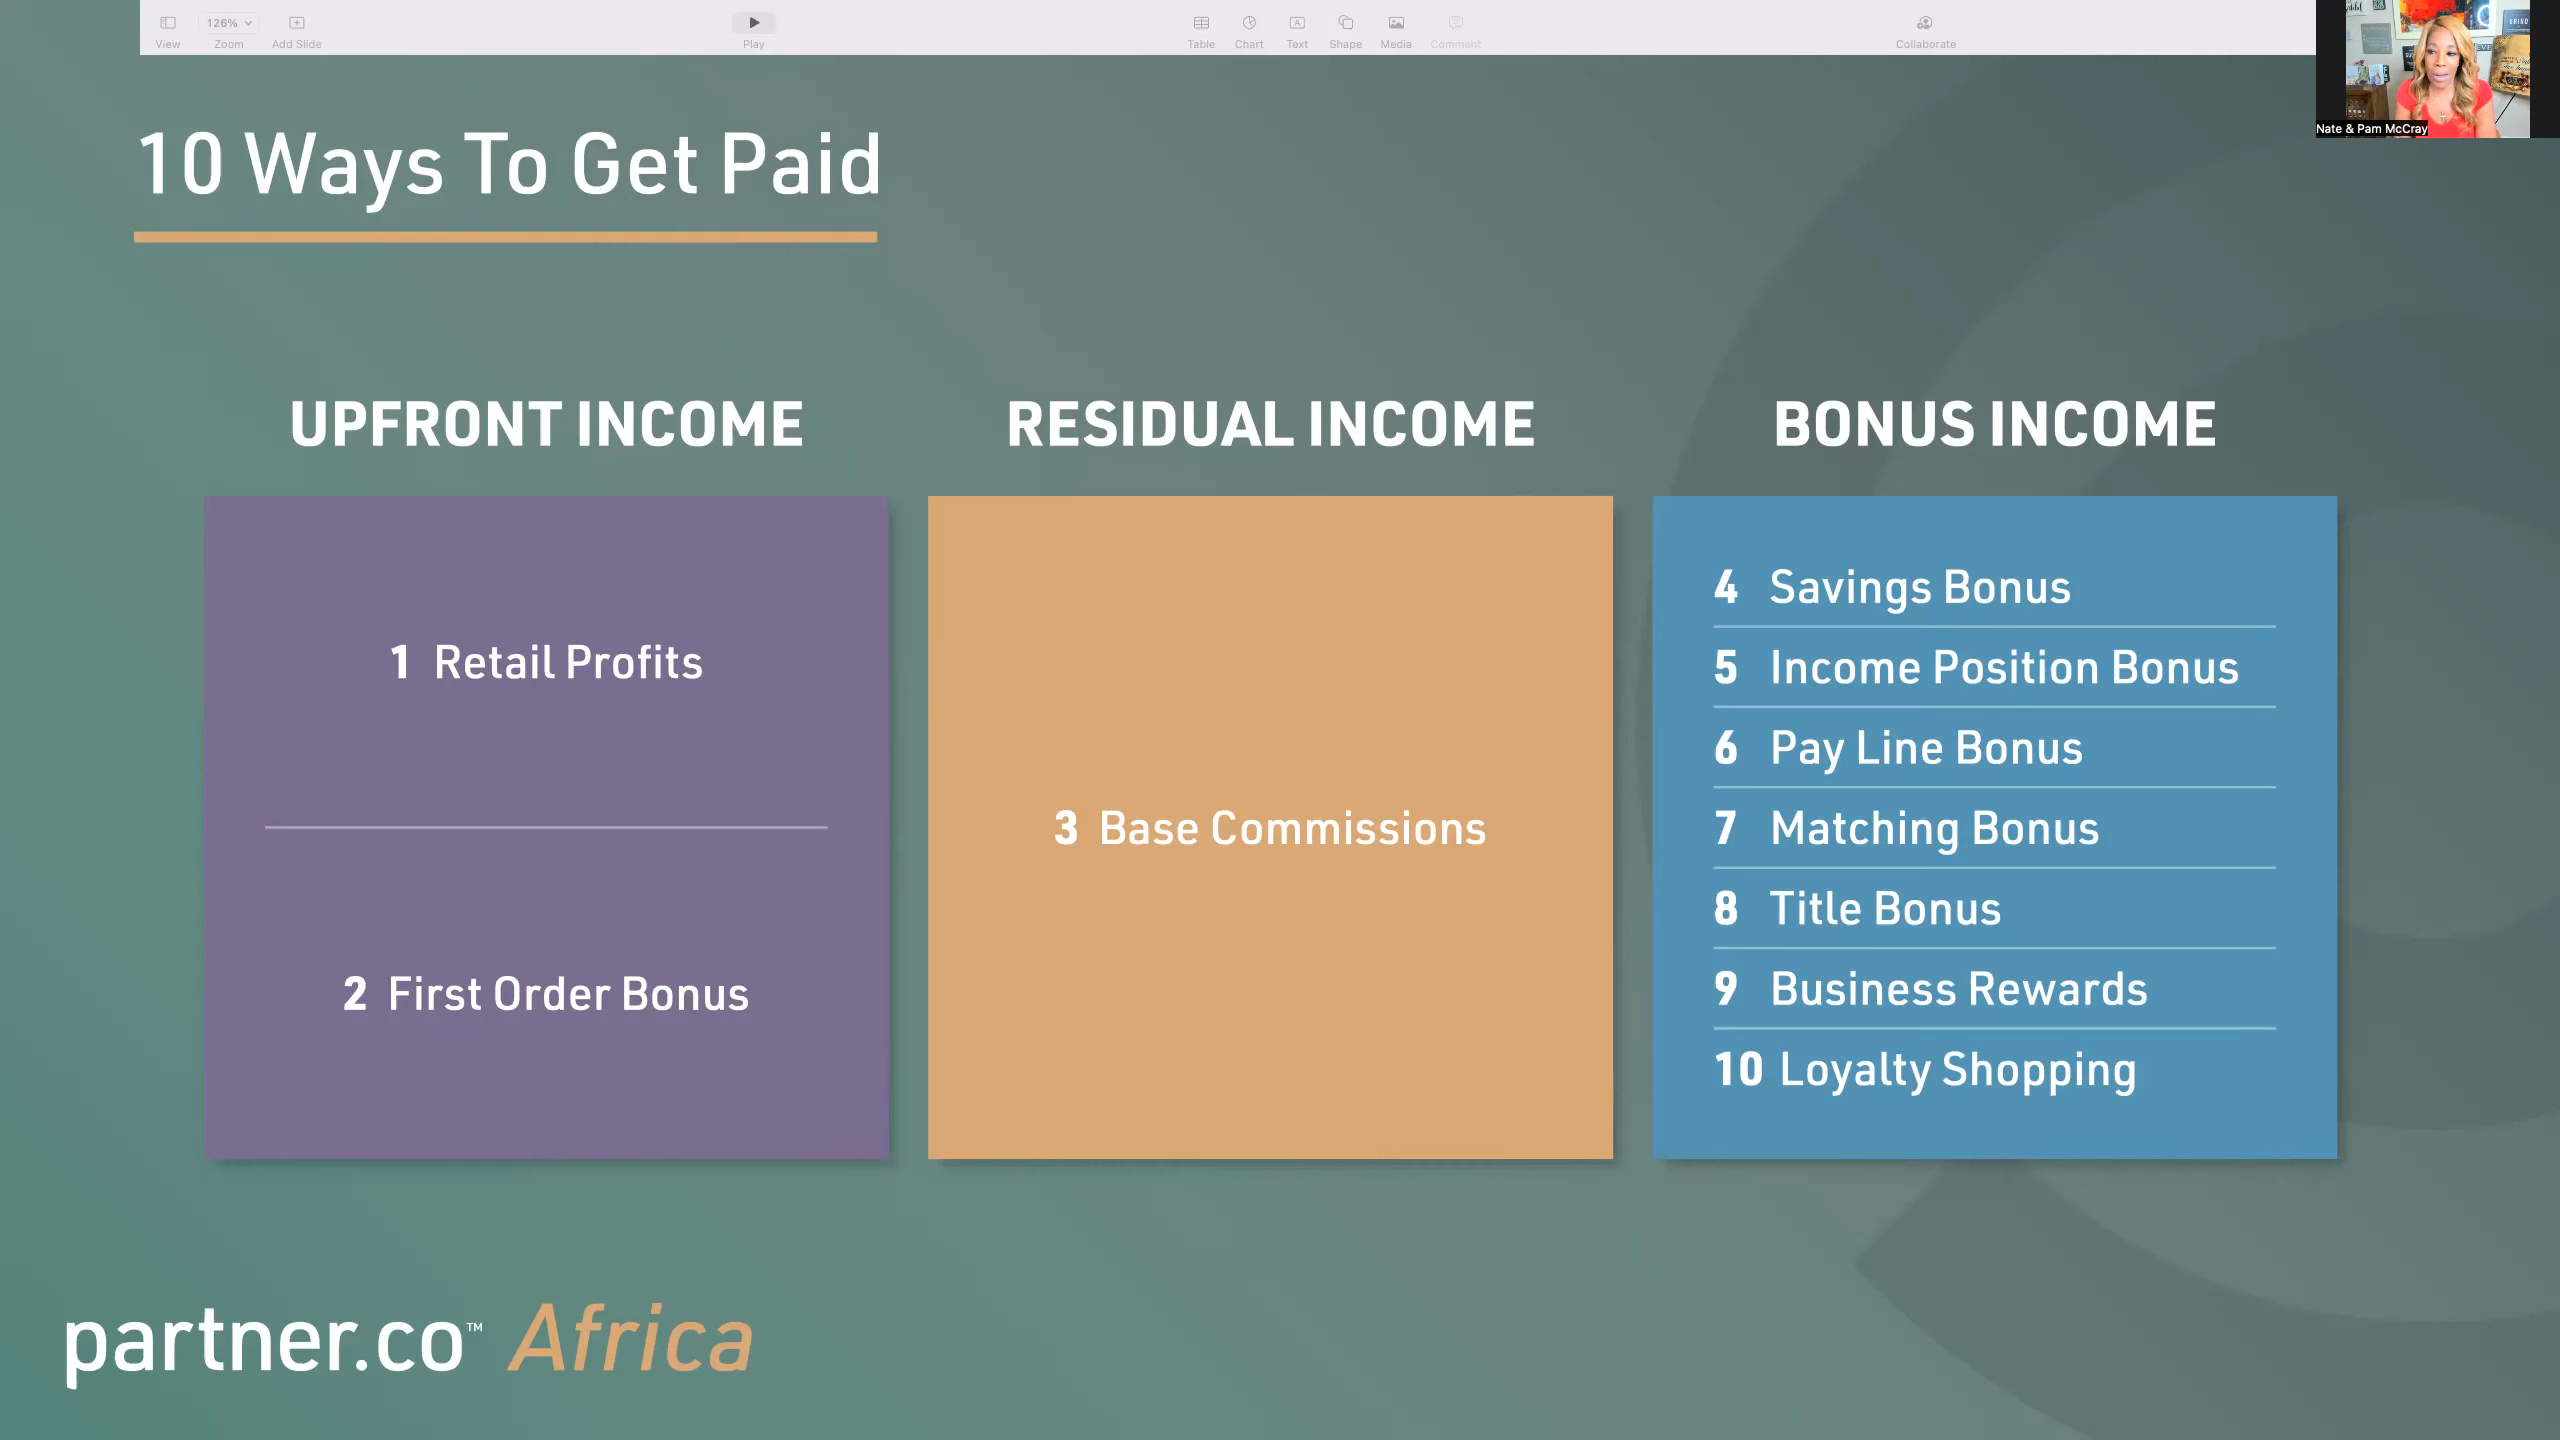 126%
View
Zoom
Add Slide
Play
Table
Chart
Text
Shape
Media
Comment
Collaborate
Nate & Pam McCray
10 Ways To Get Paid
UPFRONT INCOME
1 Retail Profits
2 First Order Bonus
RESIDUAL INCOME
3 Base Commissions
BONUS INCOME
4 Savings Bonus
5 Income Position Bonus
6 Pay Line Bonus
7 Matching Bonus
8 Title Bonus
9 Business Rewards
10 Loyalty Shopping
partner.co™ Africa